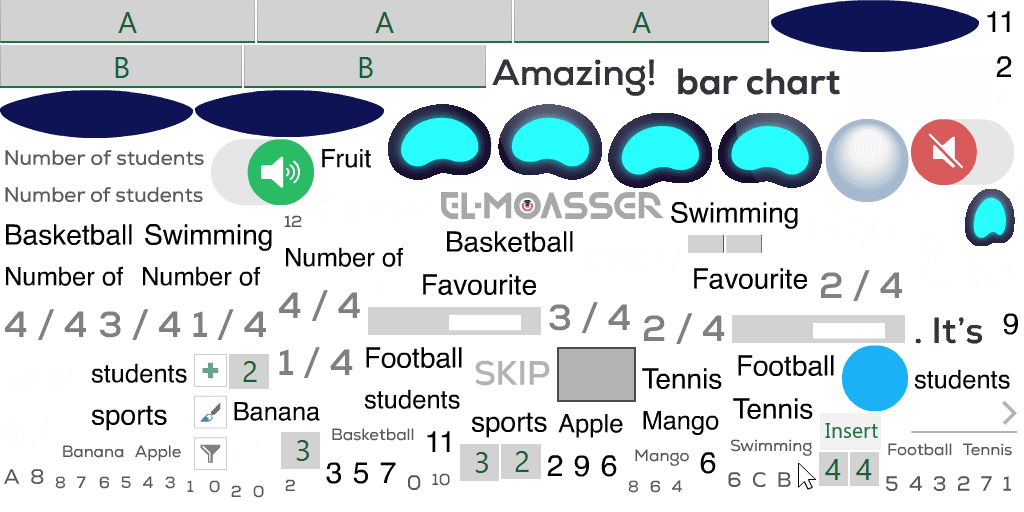 A A A 11
B B Amazing! bar chart 2
Number of students Fruit
Number of students
EL-MOASSER Swimming
12
Basketball Swimming Basketball
Number of Number of Number of Favourite Favourite 2 / 4
4 / 4 3 / 4 1 / 4 4 / 4 3 / 4 2 / 4 . It's 9
students 2 1 / 4 Football SKIP Tennis Football students
sports Banana students sports Apple Mango Tennis Insert
Banana Apple 3 Basketball 11 3 2 2 9 6 Mango 6 Swimming 4 4 Football Tennis
A 8 8 7 6 5 4 3 1 0 2 0 2 3 5 7 0 10 8 6 4 6 C B 5 4 3 2 7 1